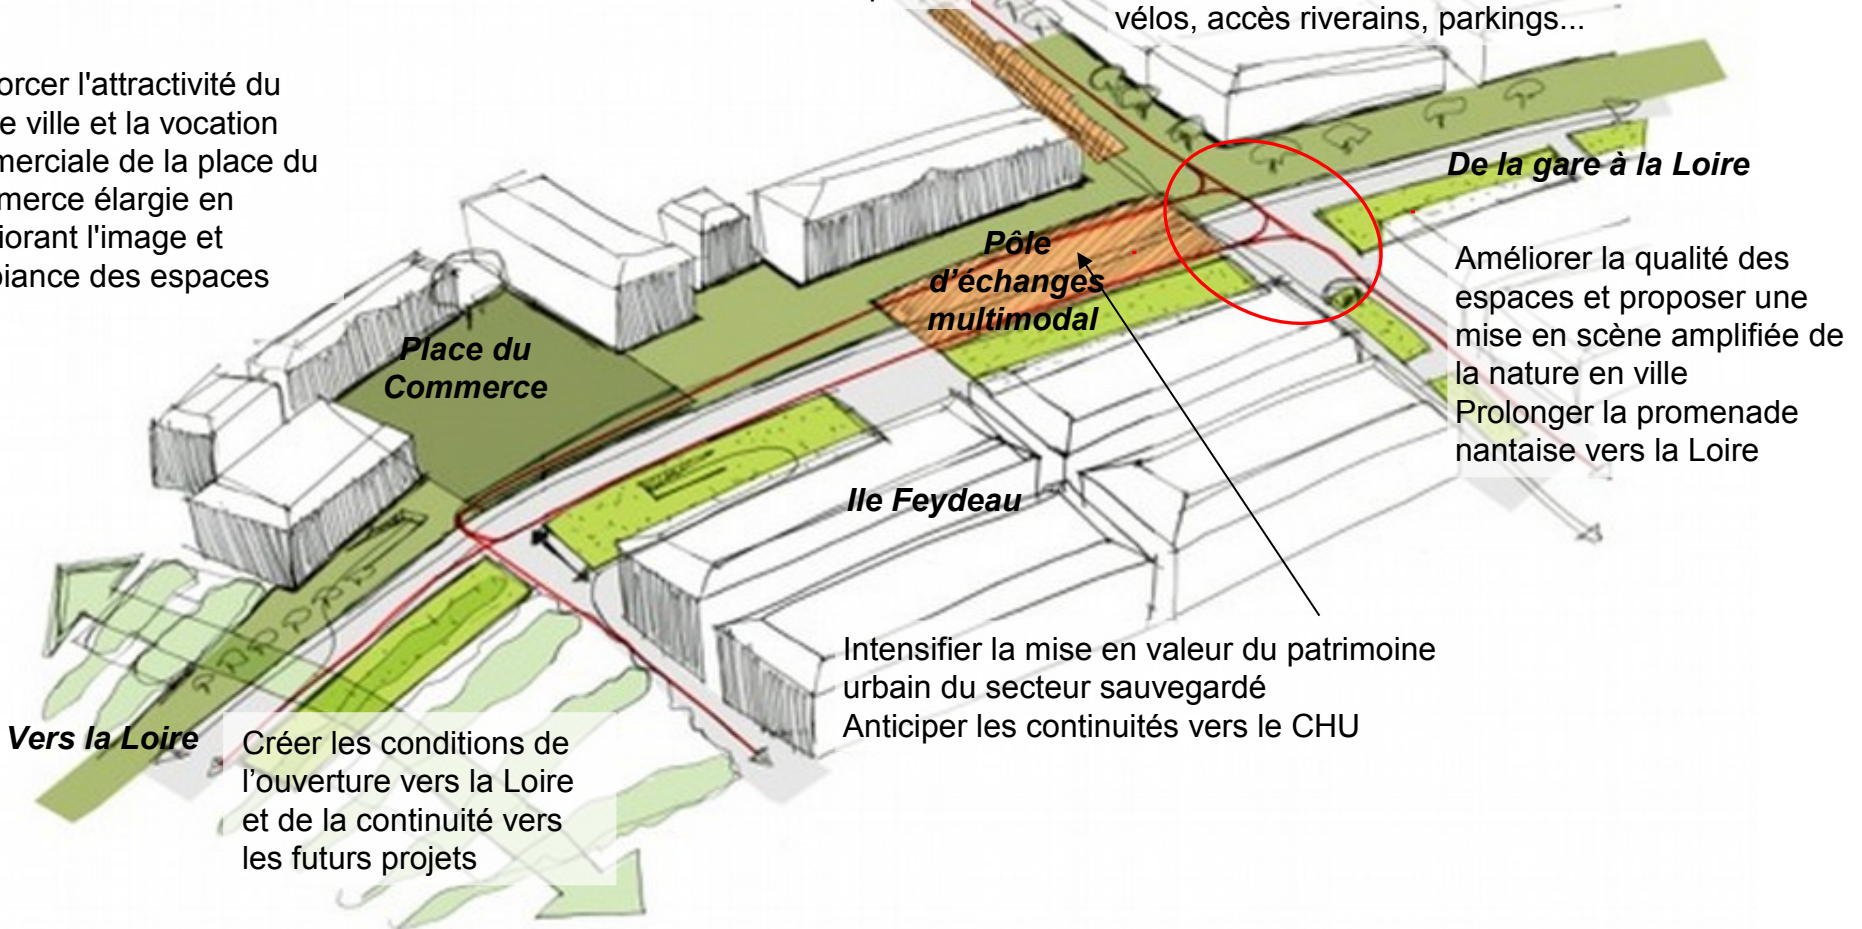 vélos, accès riverains, parkings...
orcer l'attractivité du
e ville et la vocation
merciale de la place du
merce élargie en
iorant l'image et
biance des espaces
De la gare à la Loire
Pôle
d’échanges
multimodal
Améliorer la qualité des
espaces et proposer une
mise en scène amplifiée de
la nature en ville
Prolonger la promenade
nantaise vers la Loire
Place du
Commerce
Ile Feydeau
Intensifier la mise en valeur du patrimoine
urbain du secteur sauvegardé
Anticiper les continuités vers le CHU
Vers la Loire
Créer les conditions de
l’ouverture vers la Loire
et de la continuité vers
les futurs projets